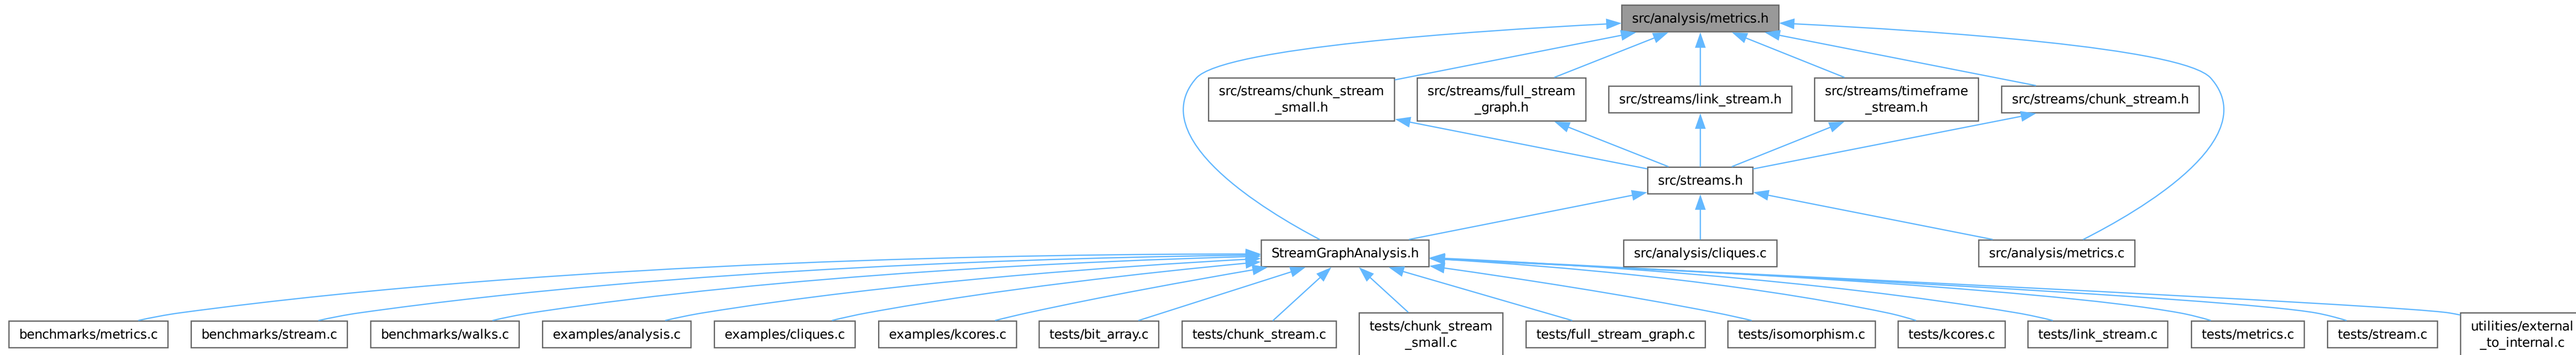 src/analysis/metrics.h
src/streams/chunk_stream
_small.h
src/streams/full_stream
_graph.h
src/streams/link_stream.h
src/streams/timeframe
_stream.h
src/streams/chunk_stream.h
src/streams.h
StreamGraphAnalysis.h
src/analysis/cliques.c
src/analysis/metrics.c
benchmarks/metrics.c
benchmarks/stream.c
benchmarks/walks.c
examples/analysis.c
examples/cliques.c
examples/kcores.c
tests/bit_array.c
tests/chunk_stream.c
tests/chunk_stream
_small.c
tests/full_stream_graph.c
tests/isomorphism.c
tests/kcores.c
tests/link_stream.c
tests/metrics.c
tests/stream.c
utilities/external
_to_internal.c